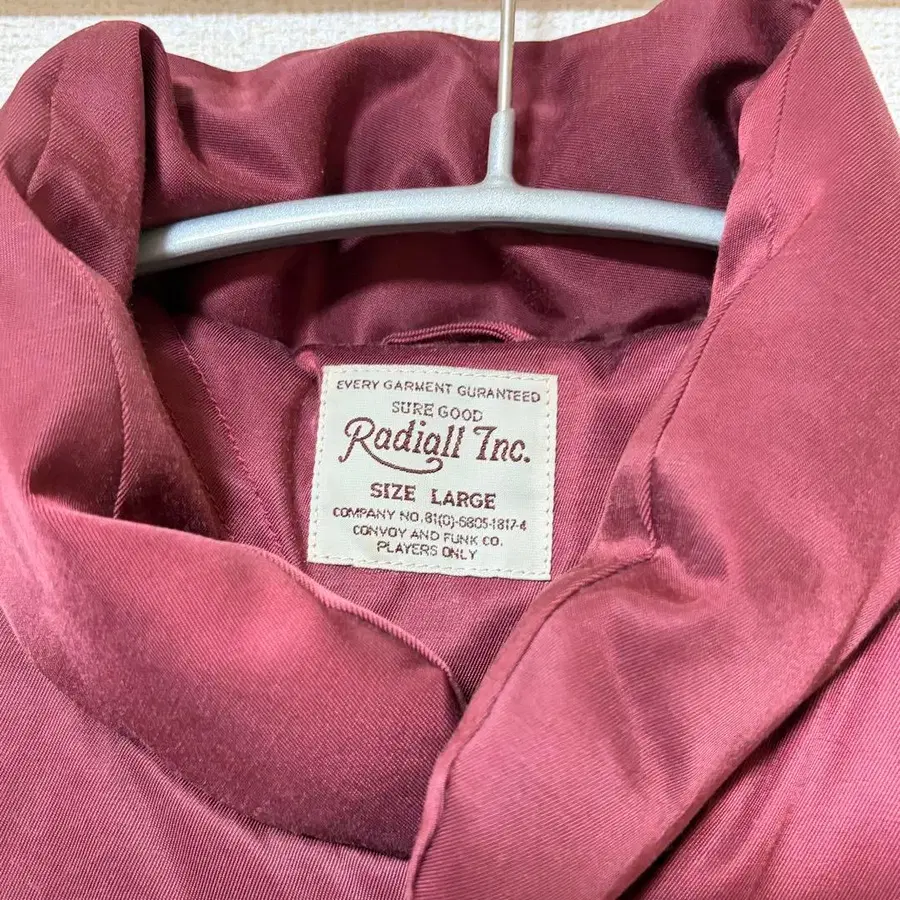 EVERY GARMENT GURANTEED
SURE GOOD
Radiall Inc.
SIZE LARGE
COMPANY NO. 81(0)-5805-1817-4
CONVOY AND FUNK CO.
PLAYERS ONLY